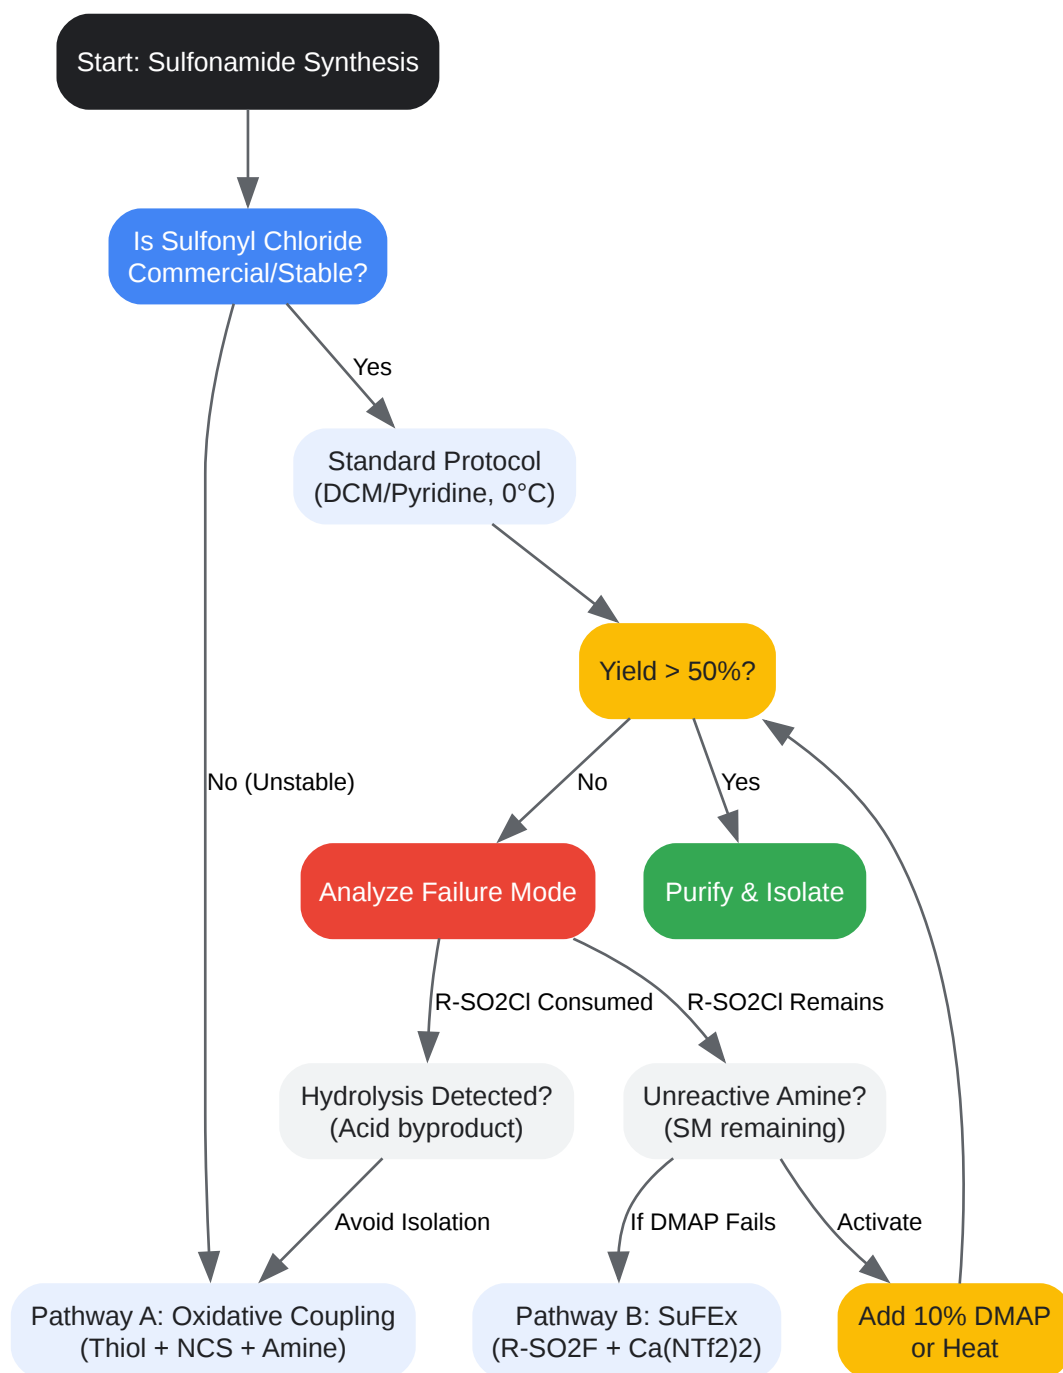 Start: Sulfonamide Synthesis
Is Sulfonyl Chloride
Commercial/Stable?
Yes
Standard Protocol
(DCM/Pyridine, 0°C)
Yield > 50%?
No (Unstable)
No
Yes
Analyze Failure Mode
Purify & Isolate
R-SO2Cl Consumed
R-SO2Cl Remains
Hydrolysis Detected?
(Acid byproduct)
Unreactive Amine?
(SM remaining)
Avoid Isolation
If DMAP Fails
Activate
Pathway A: Oxidative Coupling
(Thiol + NCS + Amine)
Pathway B: SuFEx
(R-SO2F + Ca(NTf2)2)
Add 10% DMAP
or Heat